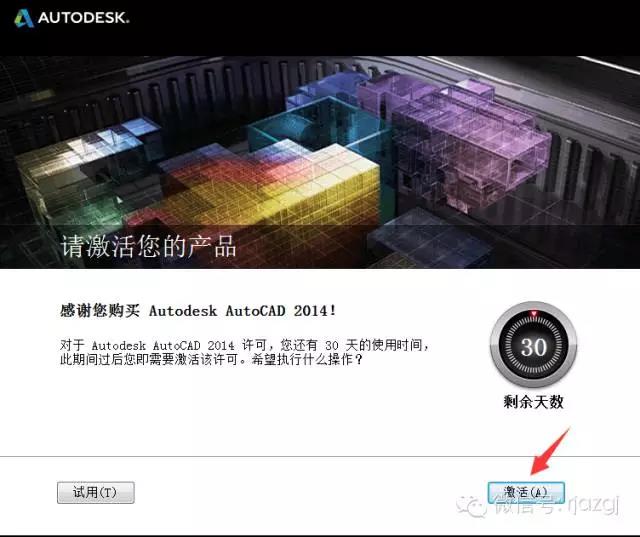 AUTODESK.
请激活您的产品
感谢您购买 Autodesk AutoCAD 2014!
对于 Autodesk AutoCAD 2014 许可，您还有 30 天的使用时间，
此期间过后您即需要激活该许可。希望执行什么操作？
30
剩余天数
试用(T)
激活(A)
微信号:rjazgj